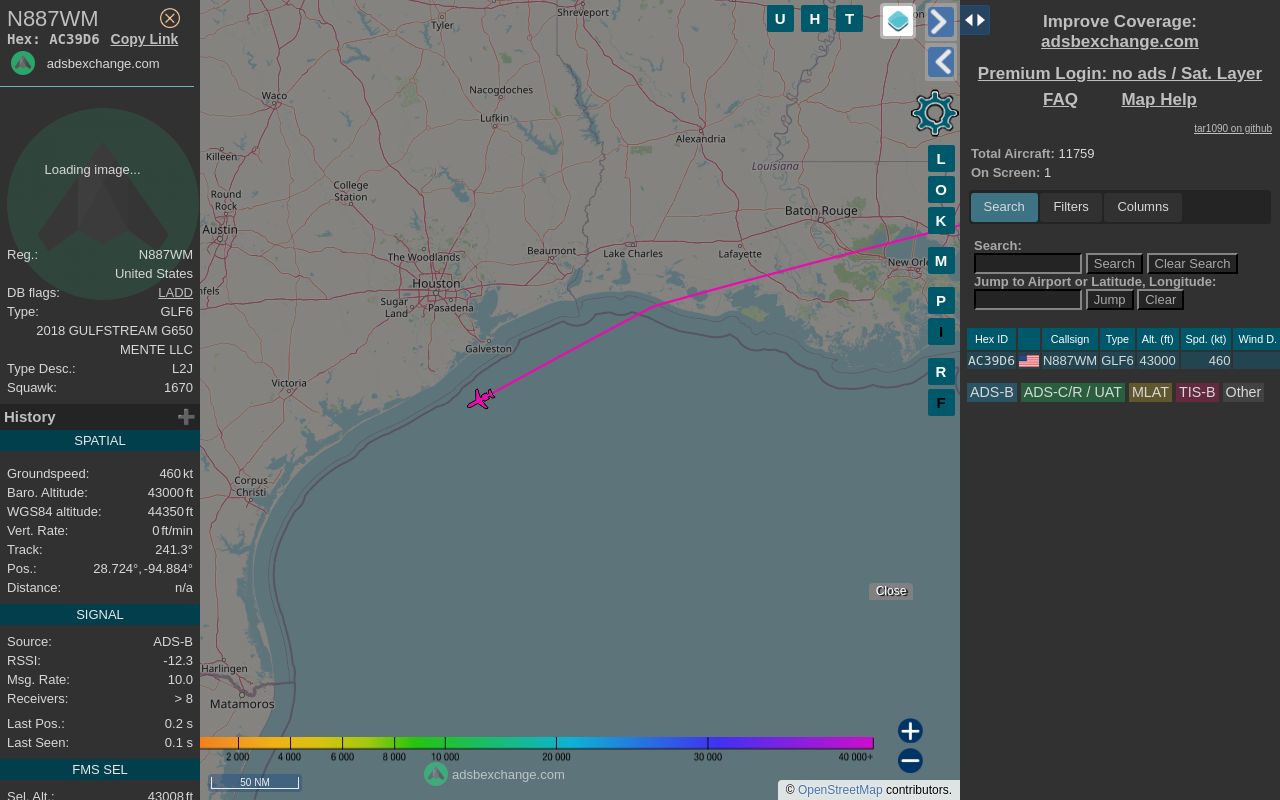 N887WM
Hex: AC39D6 Copy Link
adsbexchange.com
Loading image...
Reg.: N887WM
United States
DB flags: LADD
Type: GLF6
2018 GULFSTREAM G650
MENTE LLC
Type Desc.: L2J
Squawk: 1670
History
SPATIAL
Groundspeed: 460 kt
Baro. Altitude: 43000 ft
WGS84 altitude: 44350 ft
Vert. Rate: 0 ft/min
Track: 241.3°
Pos.: 28.724°, -94.884°
Distance: n/a
SIGNAL
Source: ADS-B
RSSI: -12.3
Msg. Rate: 10.0
Receivers: > 8
Last Pos.: 0.2 s
Last Seen: 0.1 s
FMS SEL
Sel. Alt.: 43008 ft
U H T
Shreveport
Tyler
Waco
Nacogdoches
Lufkin
Alexandria
Killeen
Louisiana
College
Station
Round
Rock
Austin
Baton Rouge
The Woodlands
Beaumont
Lake Charles
Lafayette
New Orl
Houston
Sugar
Land
Pasadena
nfels
Galveston
Victoria
Corpus
Christi
Harlingen
Matamoros
L
O
K
M
P
I
R
F
Close
2 000 4 000 6 000 8 000 10 000 20 000 30 000 40 000+
adsbexchange.com
50 NM
© OpenStreetMap contributors.
Improve Coverage:
adsbexchange.com
Premium Login: no ads / Sat. Layer
FAQ Map Help
tar1090 on github
Total Aircraft: 11759
On Screen: 1
Search Filters Columns
Search:
Search Clear Search
Jump to Airport or Latitude, Longitude:
Jump Clear
Hex ID Callsign Type Alt. (ft) Spd. (kt) Wind D.
AC39D6 N887WM GLF6 43000 460
ADS-B ADS-C/R / UAT MLAT TIS-B Other